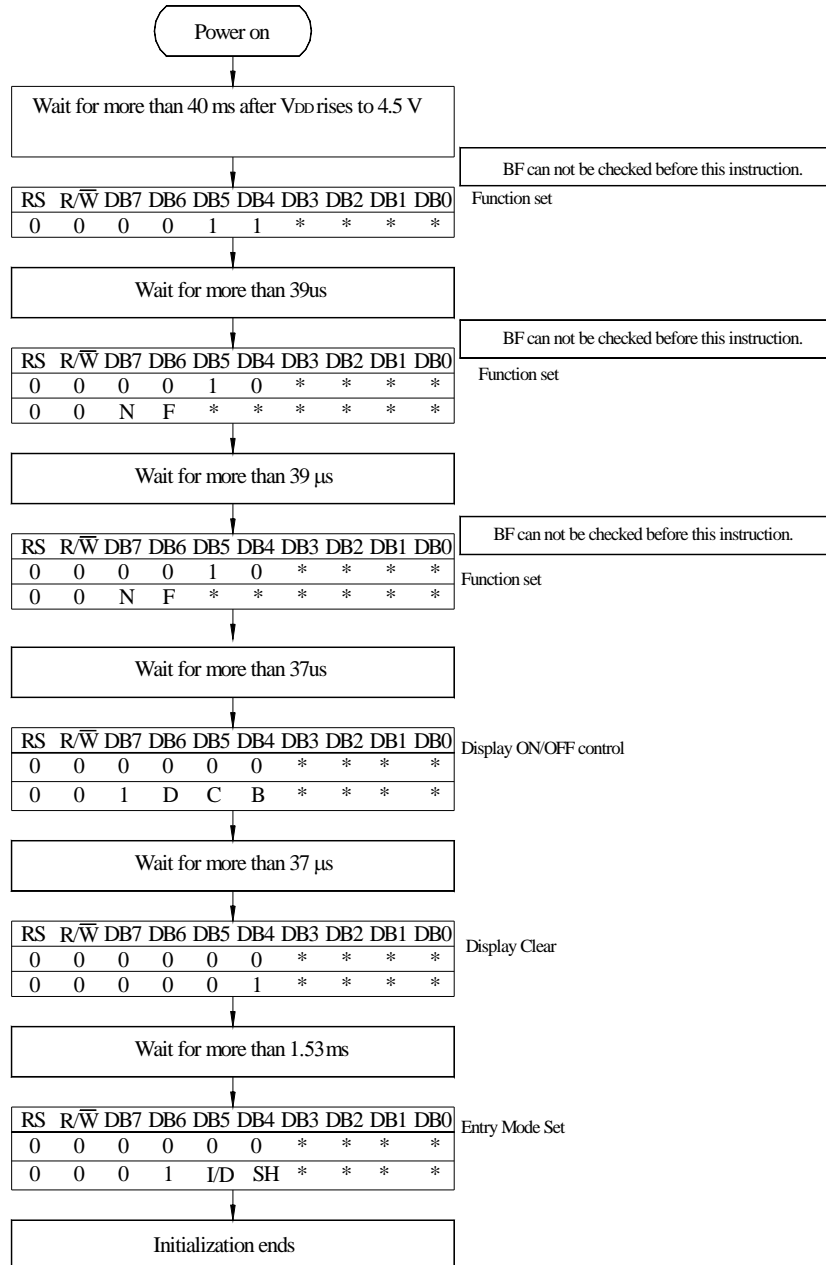 Power on
Wait for more than 40 ms after VDD rises to 4.5 V
BF can not be checked before this instruction.
RS R/W̅ DB7 DB6 DB5 DB4 DB3 DB2 DB1 DB0 Function set
0 0 0 0 1 1 * * * *
Wait for more than 39us
BF can not be checked before this instruction.
RS R/W̅ DB7 DB6 DB5 DB4 DB3 DB2 DB1 DB0
Function set
0 0 0 0 1 0 * * * *
0 0 N F * * * * * *
Wait for more than 39 µs
BF can not be checked before this instruction.
RS R/W̅ DB7 DB6 DB5 DB4 DB3 DB2 DB1 DB0
0 0 0 0 1 0 * * * *
Function set
0 0 N F * * * * * *
Wait for more than 37us
RS R/W̅ DB7 DB6 DB5 DB4 DB3 DB2 DB1 DB0 Display ON/OFF control
0 0 0 0 0 0 * * * *
0 0 1 D C B * * * *
Wait for more than 37 µs
RS R/W̅ DB7 DB6 DB5 DB4 DB3 DB2 DB1 DB0 Display Clear
0 0 0 0 0 0 * * * *
0 0 0 0 0 1 * * * *
Wait for more than 1.53ms
RS R/W̅ DB7 DB6 DB5 DB4 DB3 DB2 DB1 DB0 Entry Mode Set
0 0 0 0 0 0 * * * *
0 0 0 1 I/D SH * * * *
Initialization ends